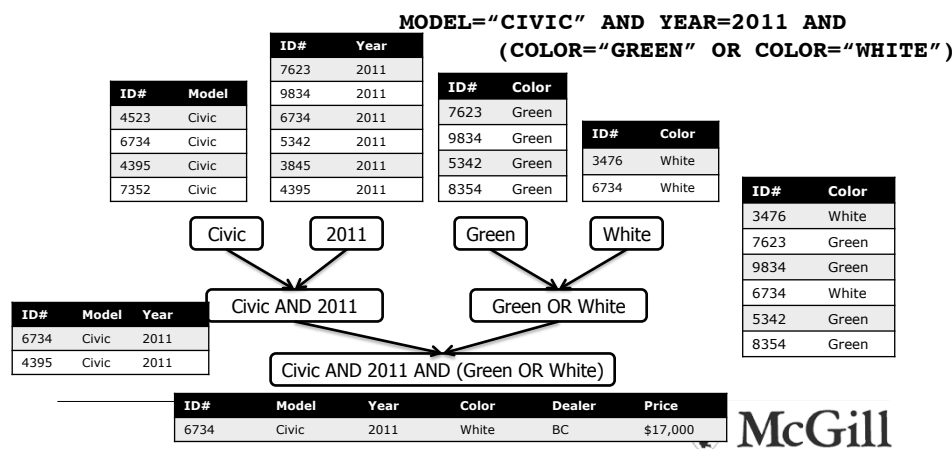 MODEL=“CIVIC” AND YEAR=2011 AND
(COLOR=“GREEN” OR COLOR=“WHITE”)
ID# Year
7623 2011
9834 2011
6734 2011
5342 2011
3845 2011
4395 2011
ID# Model
4523 Civic
6734 Civic
4395 Civic
7352 Civic
ID# Color
7623 Green
9834 Green
5342 Green
8354 Green
ID# Color
3476 White
6734 White
ID# Color
3476 White
7623 Green
9834 Green
6734 White
5342 Green
8354 Green
Civic 2011 Green White
Civic AND 2011 Green OR White
ID# Model Year
6734 Civic 2011
4395 Civic 2011
Civic AND 2011 AND (Green OR White)
ID# Model Year Color Dealer Price
6734 Civic 2011 White BC $17,000
McGill